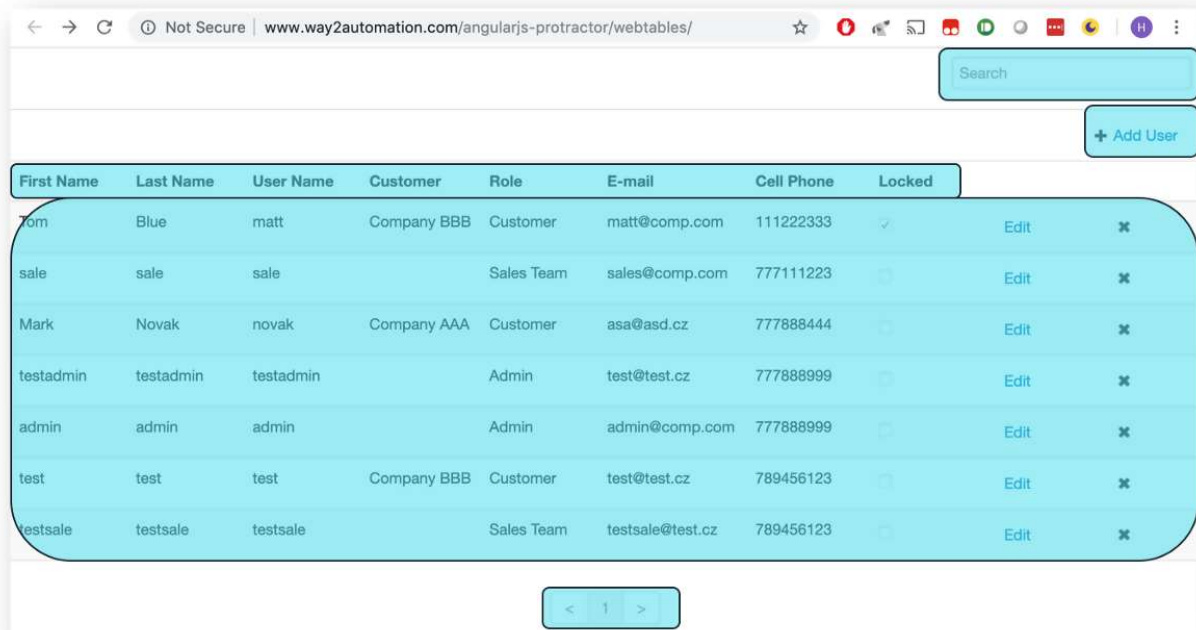 Not Secure www.way2automation.com/angularjs-protractor/webtables/ H
Search
+ Add User
First Name Last Name User Name Customer Role E-mail Cell Phone Locked
Tom Blue matt Company BBB Customer matt@comp.com 111222333 Edit
sale sale sale Sales Team sales@comp.com 777111223 Edit
Mark Novak novak Company AAA Customer asa@asd.cz 777888444 Edit
testadmin testadmin testadmin Admin test@test.cz 777888999 Edit
admin admin admin Admin admin@comp.com 777888999 Edit
test test test Company BBB Customer test@test.cz 789456123 Edit
testsale testsale testsale Sales Team testsale@test.cz 789456123 Edit
< 1 >